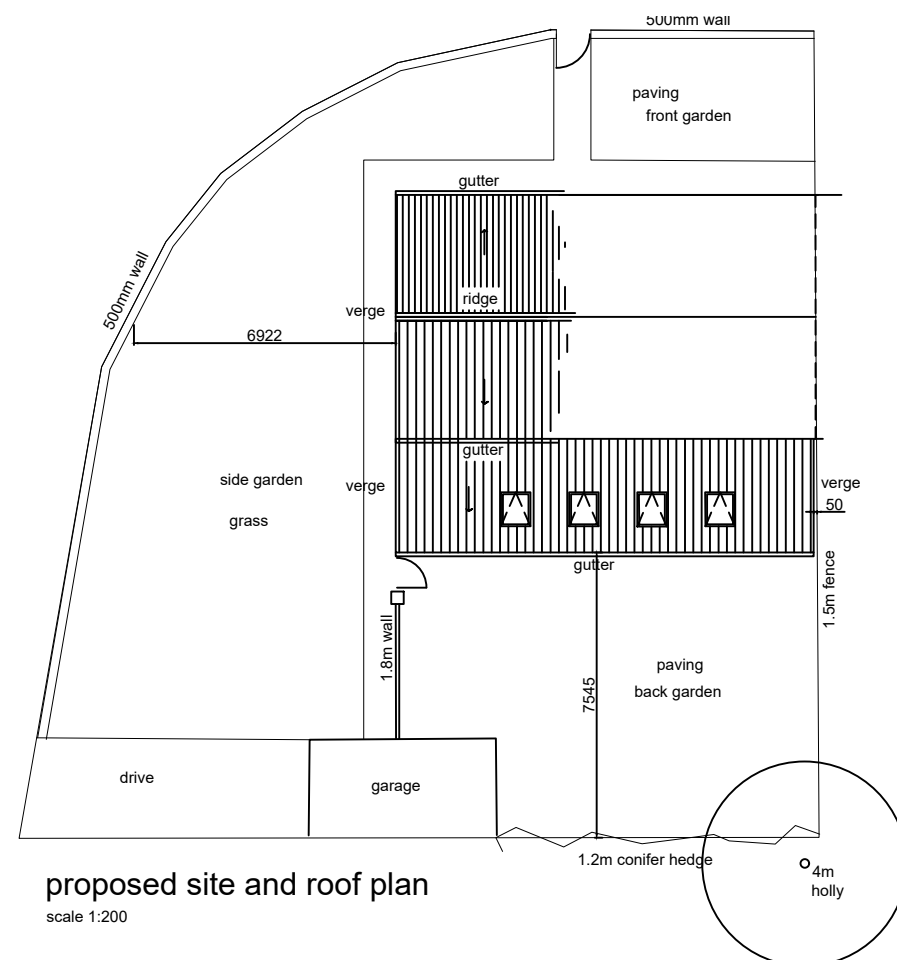 500mm wall
paving
front garden
gutter
500mm wall
ridge
verge
6922
gutter
side garden
verge
verge
50
grass
gutter
1.5m fence
1.8m wall
paving
back garden
7545
drive
garage
1.2m conifer hedge
4m
holly
proposed site and roof plan
scale 1:200